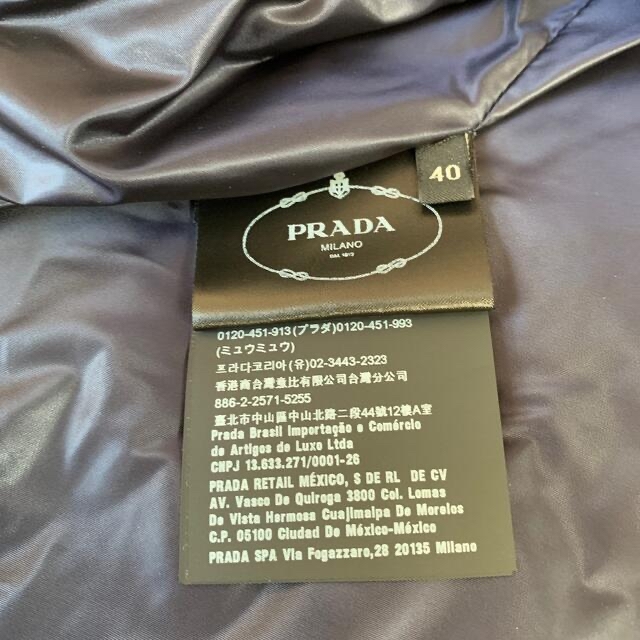 40
PRADA
MILANO
DAL 1913
0120-451-913(プラダ)0120-451-993
(ミュウミュウ)
프라다코리아(유)02-3443-2323
香港商台灣意比有限公司台灣分公司
886-2-2571-5255
臺北市中山區中山北路二段44號12樓A室
Prada Brasil Importação e Comércio
de Artigos de Luxo Ltda
CNPJ 13.633.271/0001-26
PRADA RETAIL MÉXICO, S DE RL DE CV
AV. Vasco De Quiroga 3800 Col. Lomas
De Vista Hermosa Cuajimalpa De Morelos
C.P. 05100 Ciudad De México-México
PRADA SPA Via Fogazzaro,28 20135 Milano